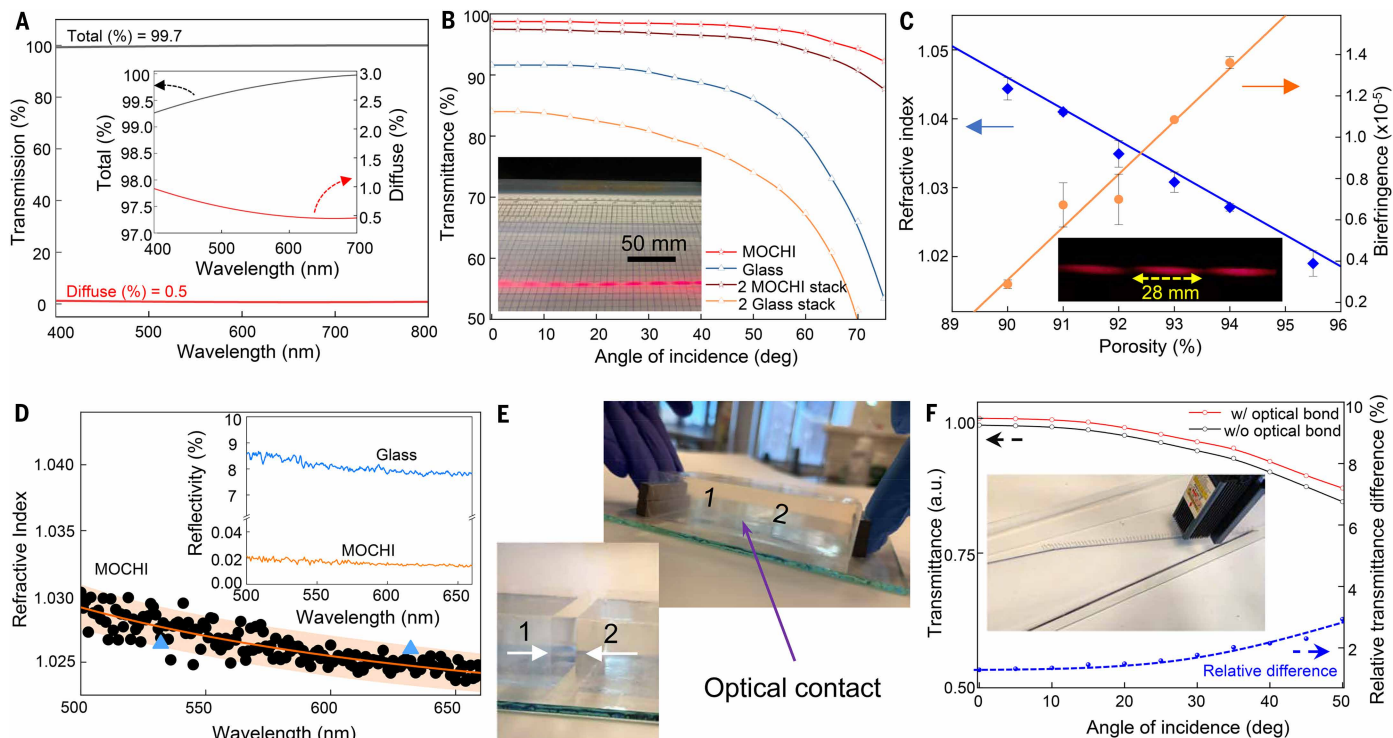 A
Total (%) = 99.7
Transmission (%)
100
80
60
40
20
0
Total (%)
100
99.5
99.0
98.5
98.0
97.5
97.0
3.0
2.5
2.0
1.5
1.0
0.5
Diffuse (%)
400 500 600 700
Wavelength (nm)
Diffuse (%) = 0.5
400 500 600 700 800
Wavelength (nm)
B
Transmittance (%)
100
90
80
70
60
50
50 mm
MOCHI
Glass
2 MOCHI stack
2 Glass stack
0 10 20 30 40 50 60 70
Angle of incidence (deg)
C
Refractive index
1.05
1.04
1.03
1.02
1.4
1.2
1.0
0.8
0.6
0.4
0.2
Birefringence (x10-5)
28 mm
89 90 91 92 93 94 95 96
Porosity (%)
D
Refractive Index
1.040
1.035
1.030
1.025
MOCHI
Reflectivity (%)
10
8
6
0.04
0.02
0.00
Glass
MOCHI
500 550 600 650
Wavelength (nm)
500 550 600 650
Wavelength (nm)
E
1
2
1
2
Optical contact
F
Transmittance (a.u.)
1.00
0.75
0.50
w/ optical bond
w/o optical bond
10
8
6
4
2
Relative transmittance difference (%)
Relative difference
0 10 20 30 40 50
Angle of incidence (deg)